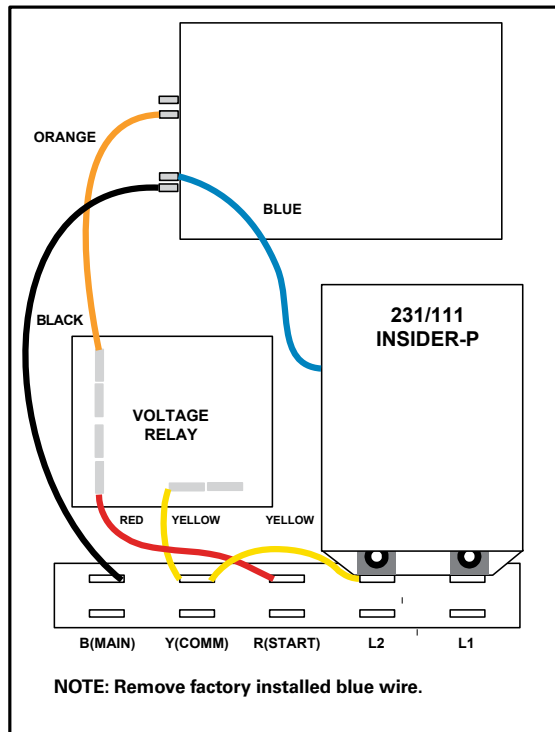 ORANGE
BLUE
BLACK
231/111
INSIDER-P
VOLTAGE
RELAY
RED YELLOW YELLOW
B(MAIN) Y(COMM) R(START) L2 L1
NOTE: Remove factory installed blue wire.